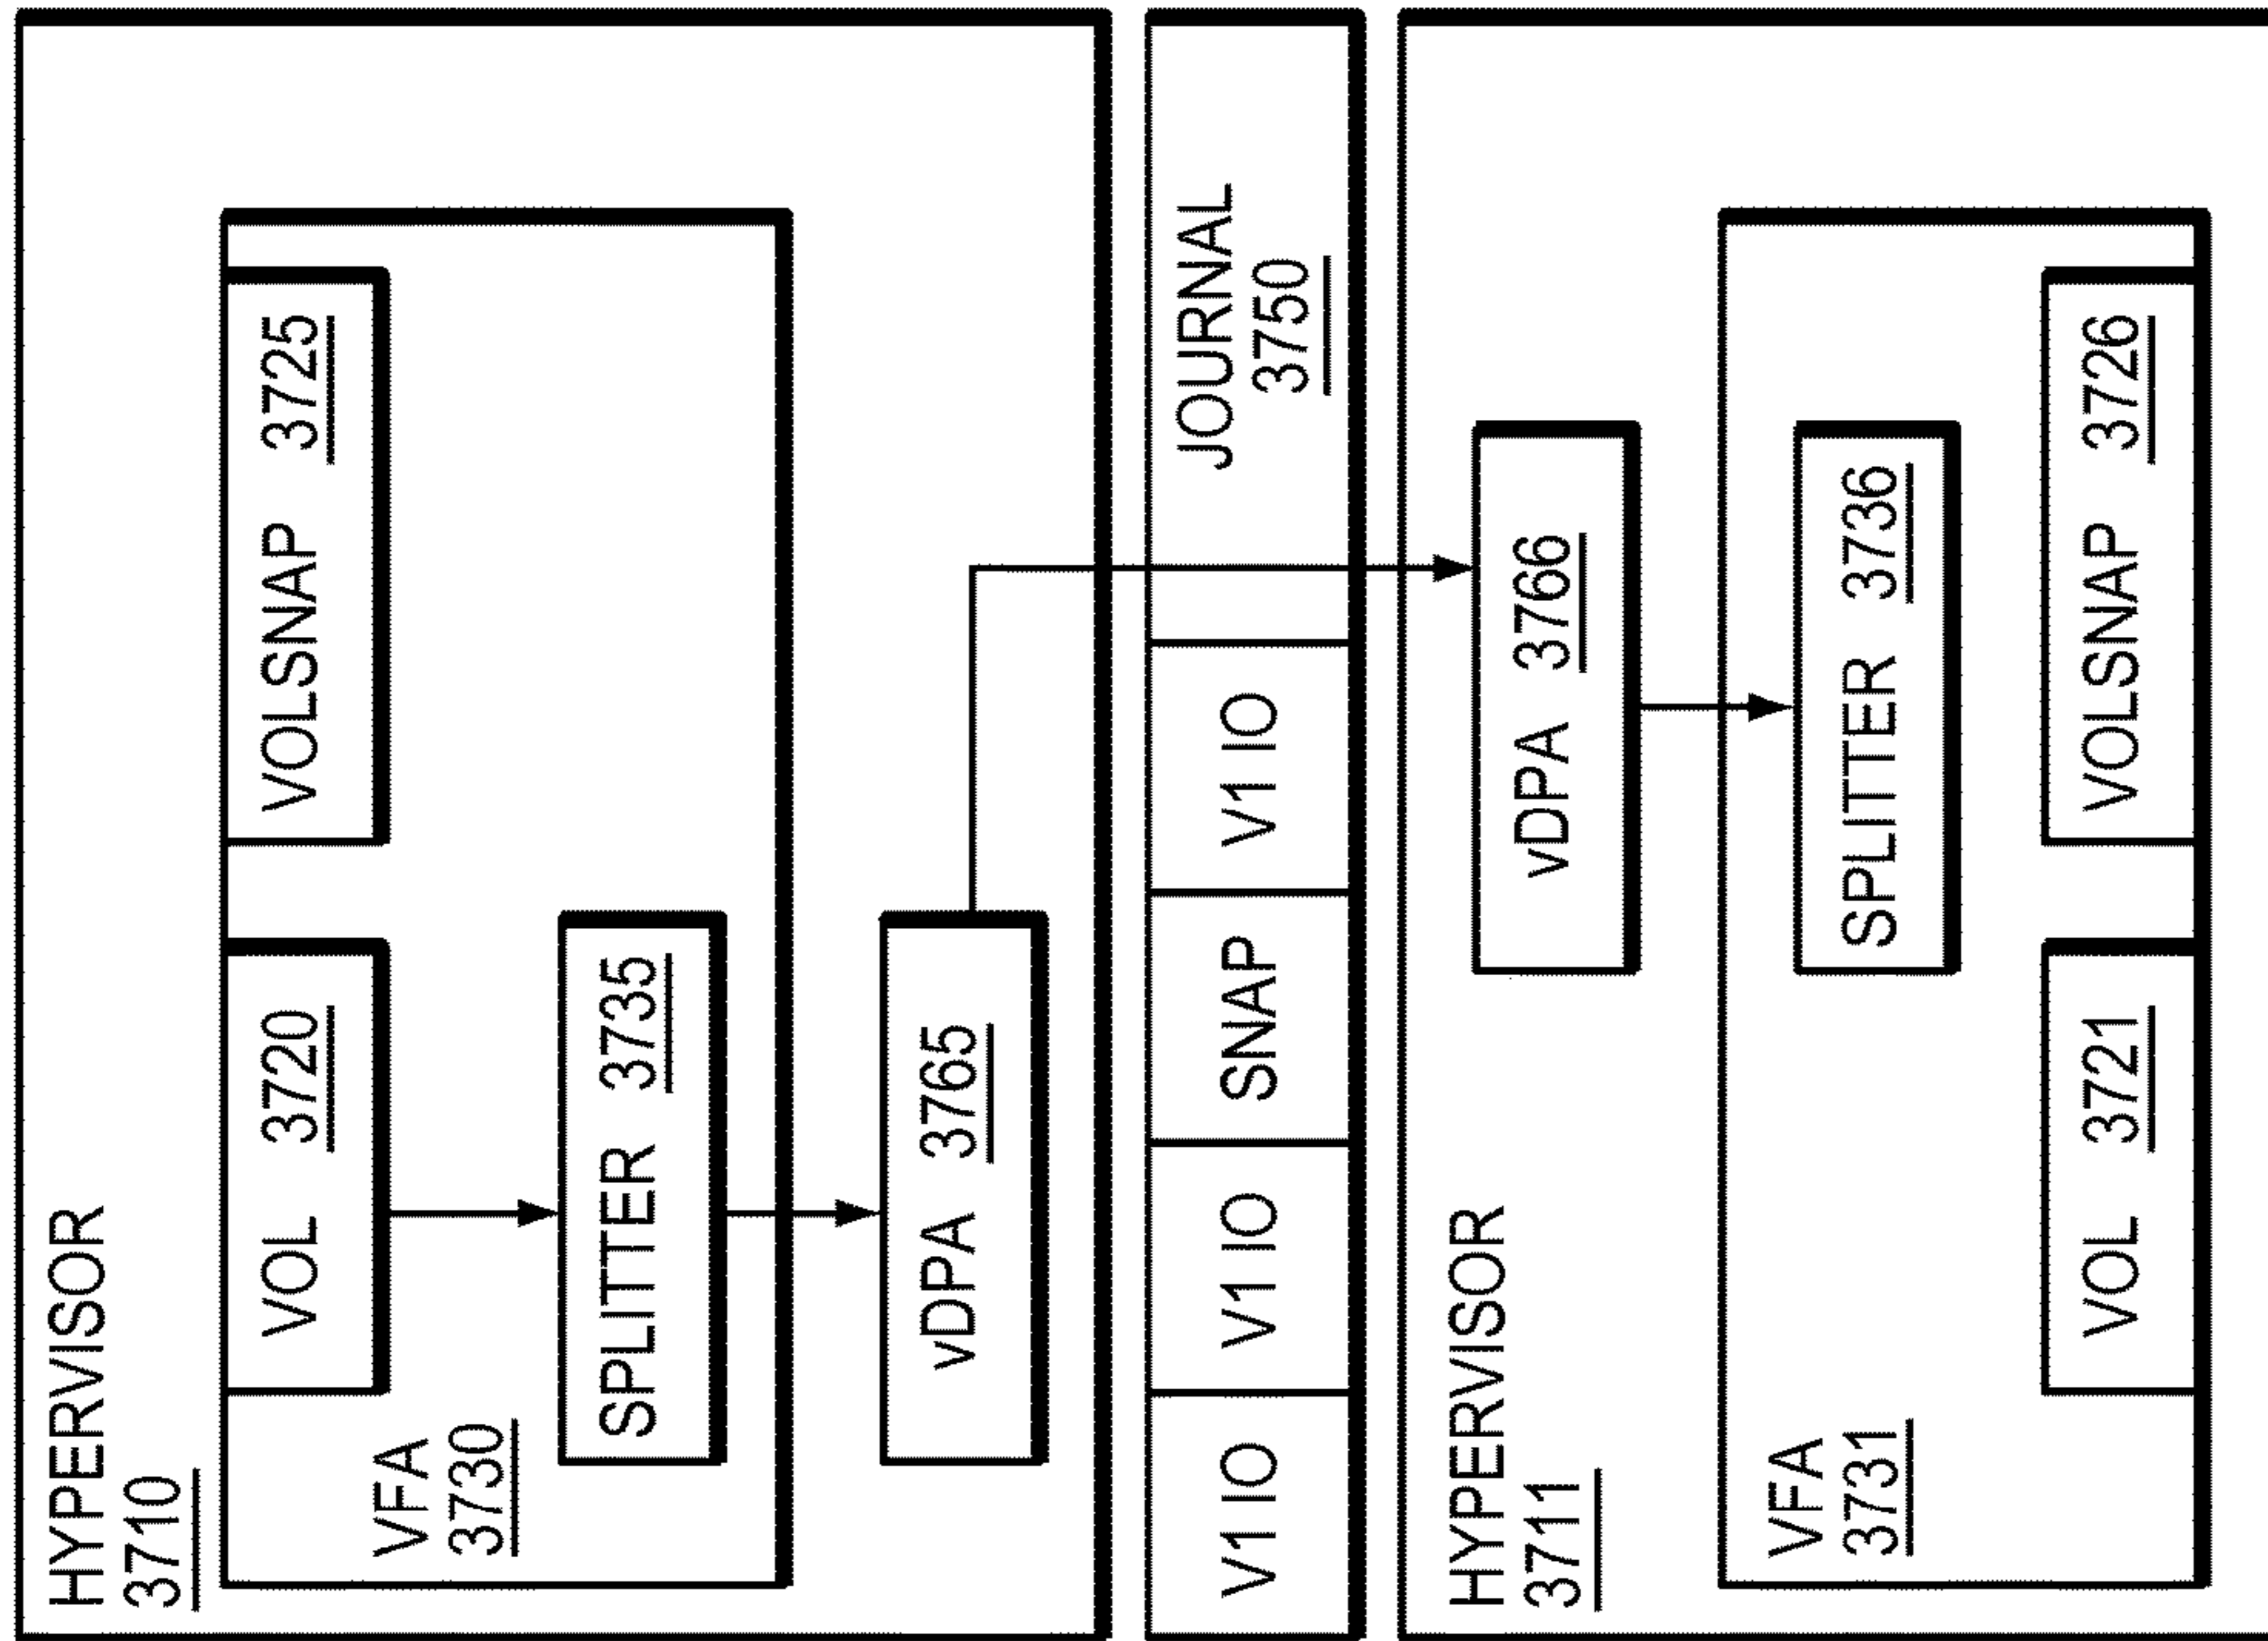 HYPERVISOR
3710
VOL 3720
VOLSNAP 3725
VFA
3730
SPLITTER 3735
vDPA 3765
V1 IO
V1 IO
SNAP
V1 IO
JOURNAL
3750
HYPERVISOR
3711
vDPA 3766
VFA
3731
SPLITTER 3736
VOL 3721
VOLSNAP 3726